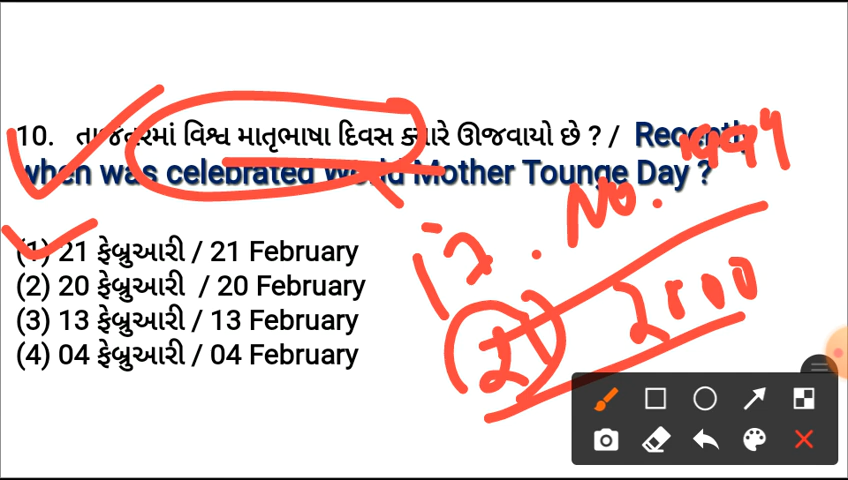 10. તાજેતરમાં વિશ્વ માતૃભાષા દિવસ ક્યારે ઊજવાયો છે ? / Recently
when was celebrated World Mother Tounge Day ?
(1) 21 ફેબ્રુઆરી / 21 February
(2) 20 ફેબ્રુઆરી / 20 February
(3) 13 ફેબ્રુઆરી / 13 February
(4) 04 ફેબ્રુઆરી / 04 February
17. No. 1999
21 2000